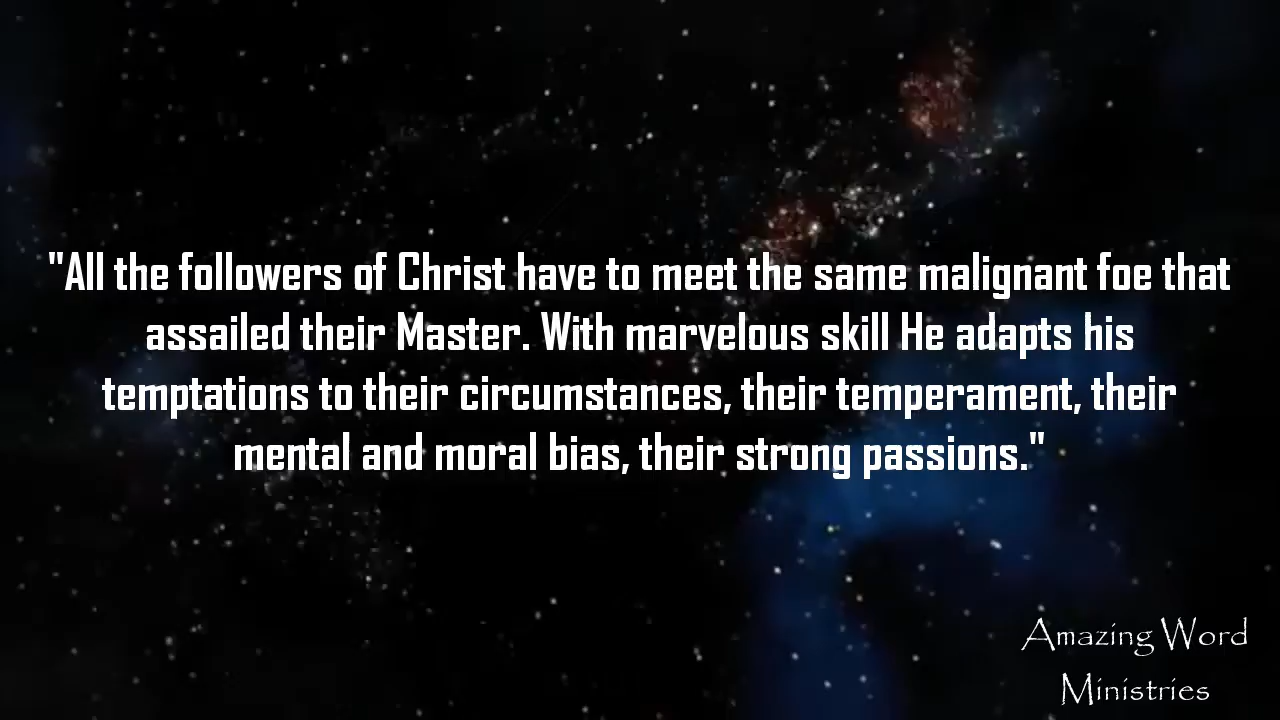 "All the followers of Christ have to meet the same malignant foe that
assailed their Master. With marvelous skill He adapts his
temptations to their circumstances, their temperament, their
mental and moral bias, their strong passions."
Amazing Word
Ministries